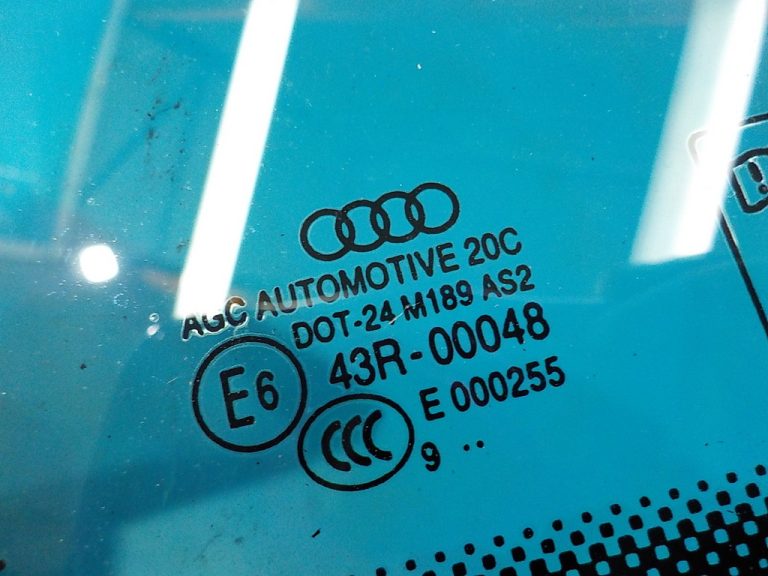 AGC AUTOMOTIVE 20C
DOT-24 M189 AS2
43R-00048
E6
E 000255
CCC
9 ..
!